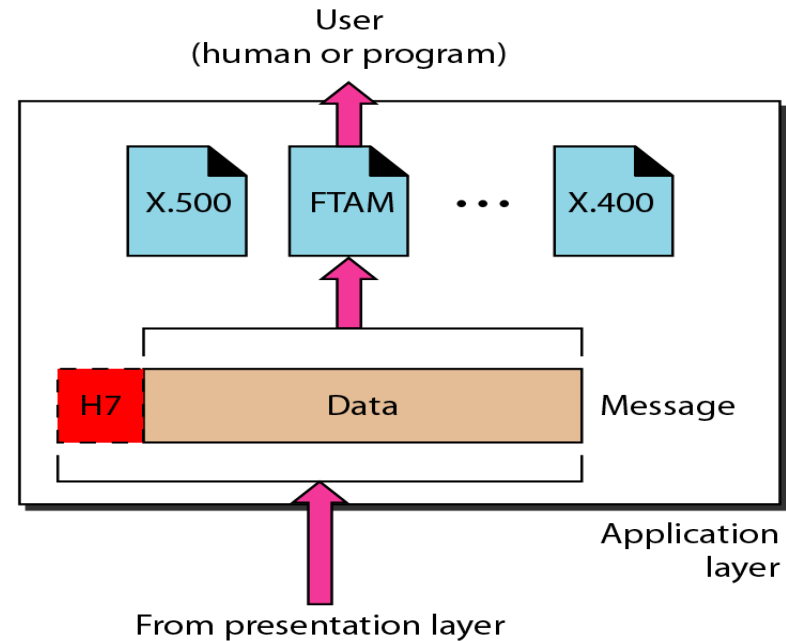 User
(human or program)
X.500
FTAM
...
X.400
H7
Data
Message
Application
layer
From presentation layer